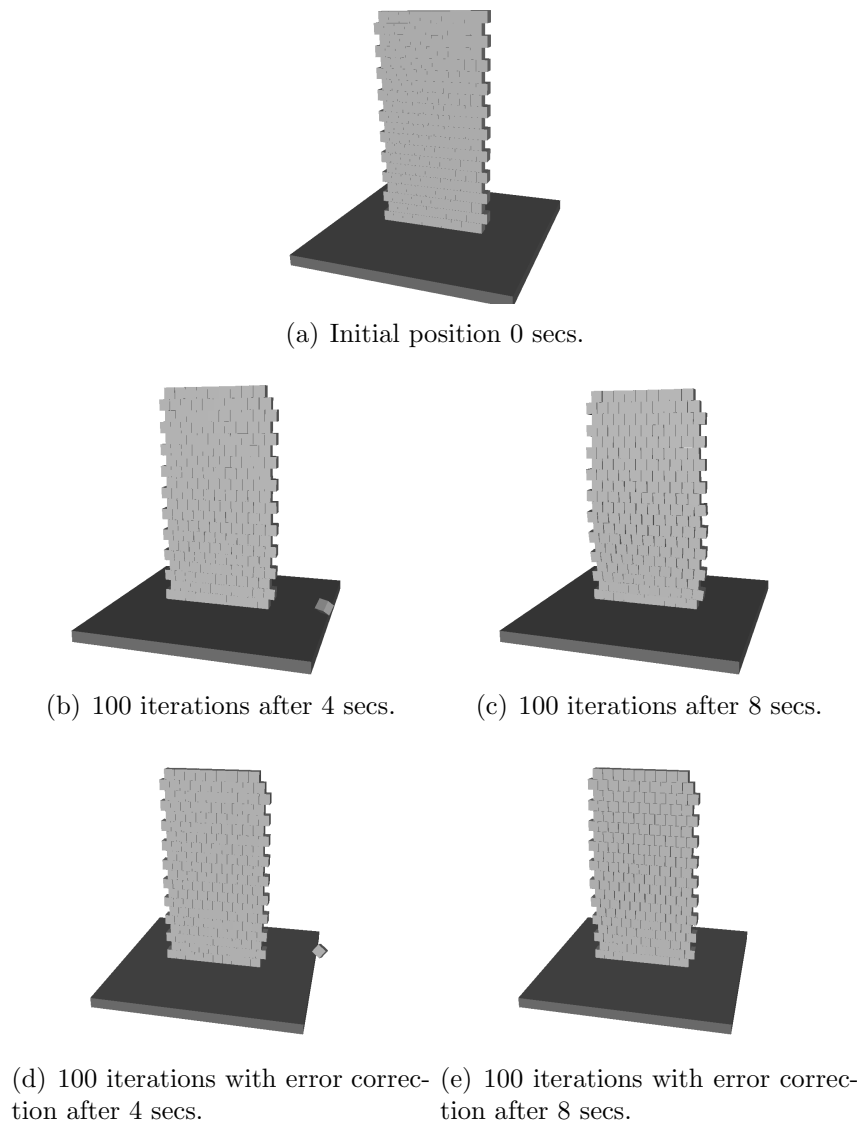 (a) Initial position 0 secs.
(b) 100 iterations after 4 secs.
(c) 100 iterations after 8 secs.
(d) 100 iterations with error correc-
tion after 4 secs.
(e) 100 iterations with error correc-
tion after 8 secs.